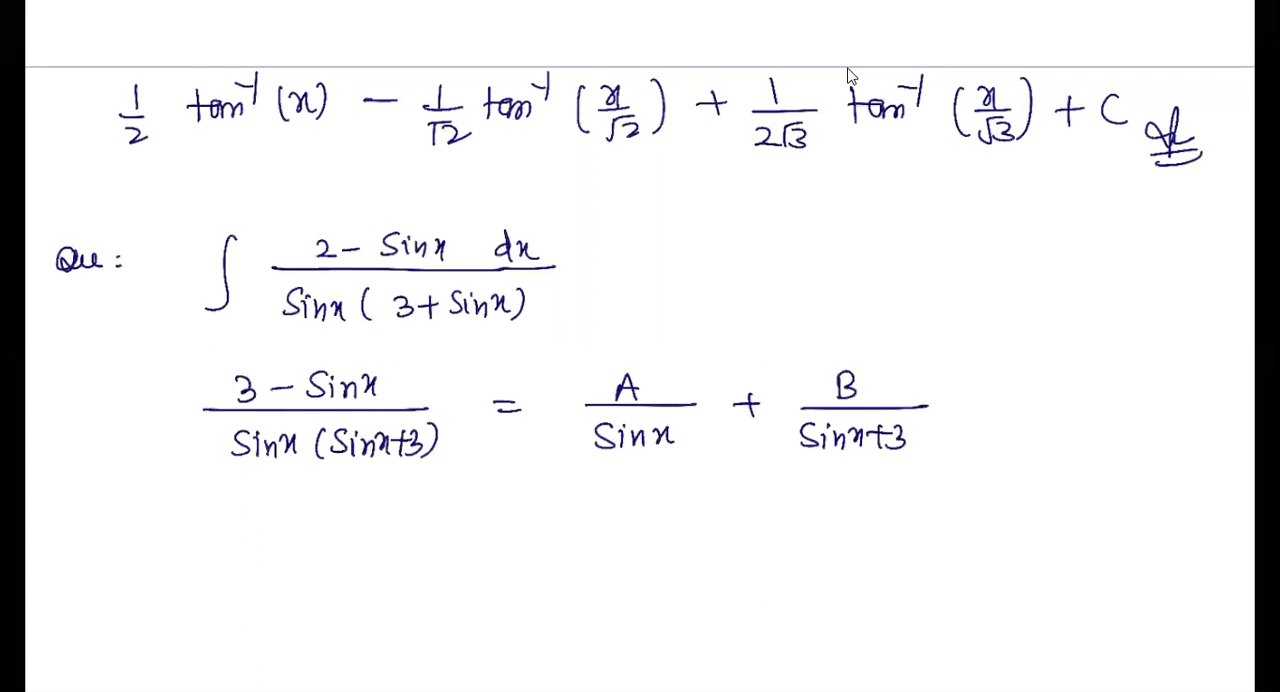 1/2 tan⁻¹(x) − 1/√2 tan⁻¹(x/√2) + 1/(2√3) tan⁻¹(x/√3) + C
Qu: ∫ (2 − Sinx dx)/(Sinx(3 + Sinx))
(3 − Sinx)/(Sinx(Sinx+3)) = A/Sinx + B/(Sinx+3)